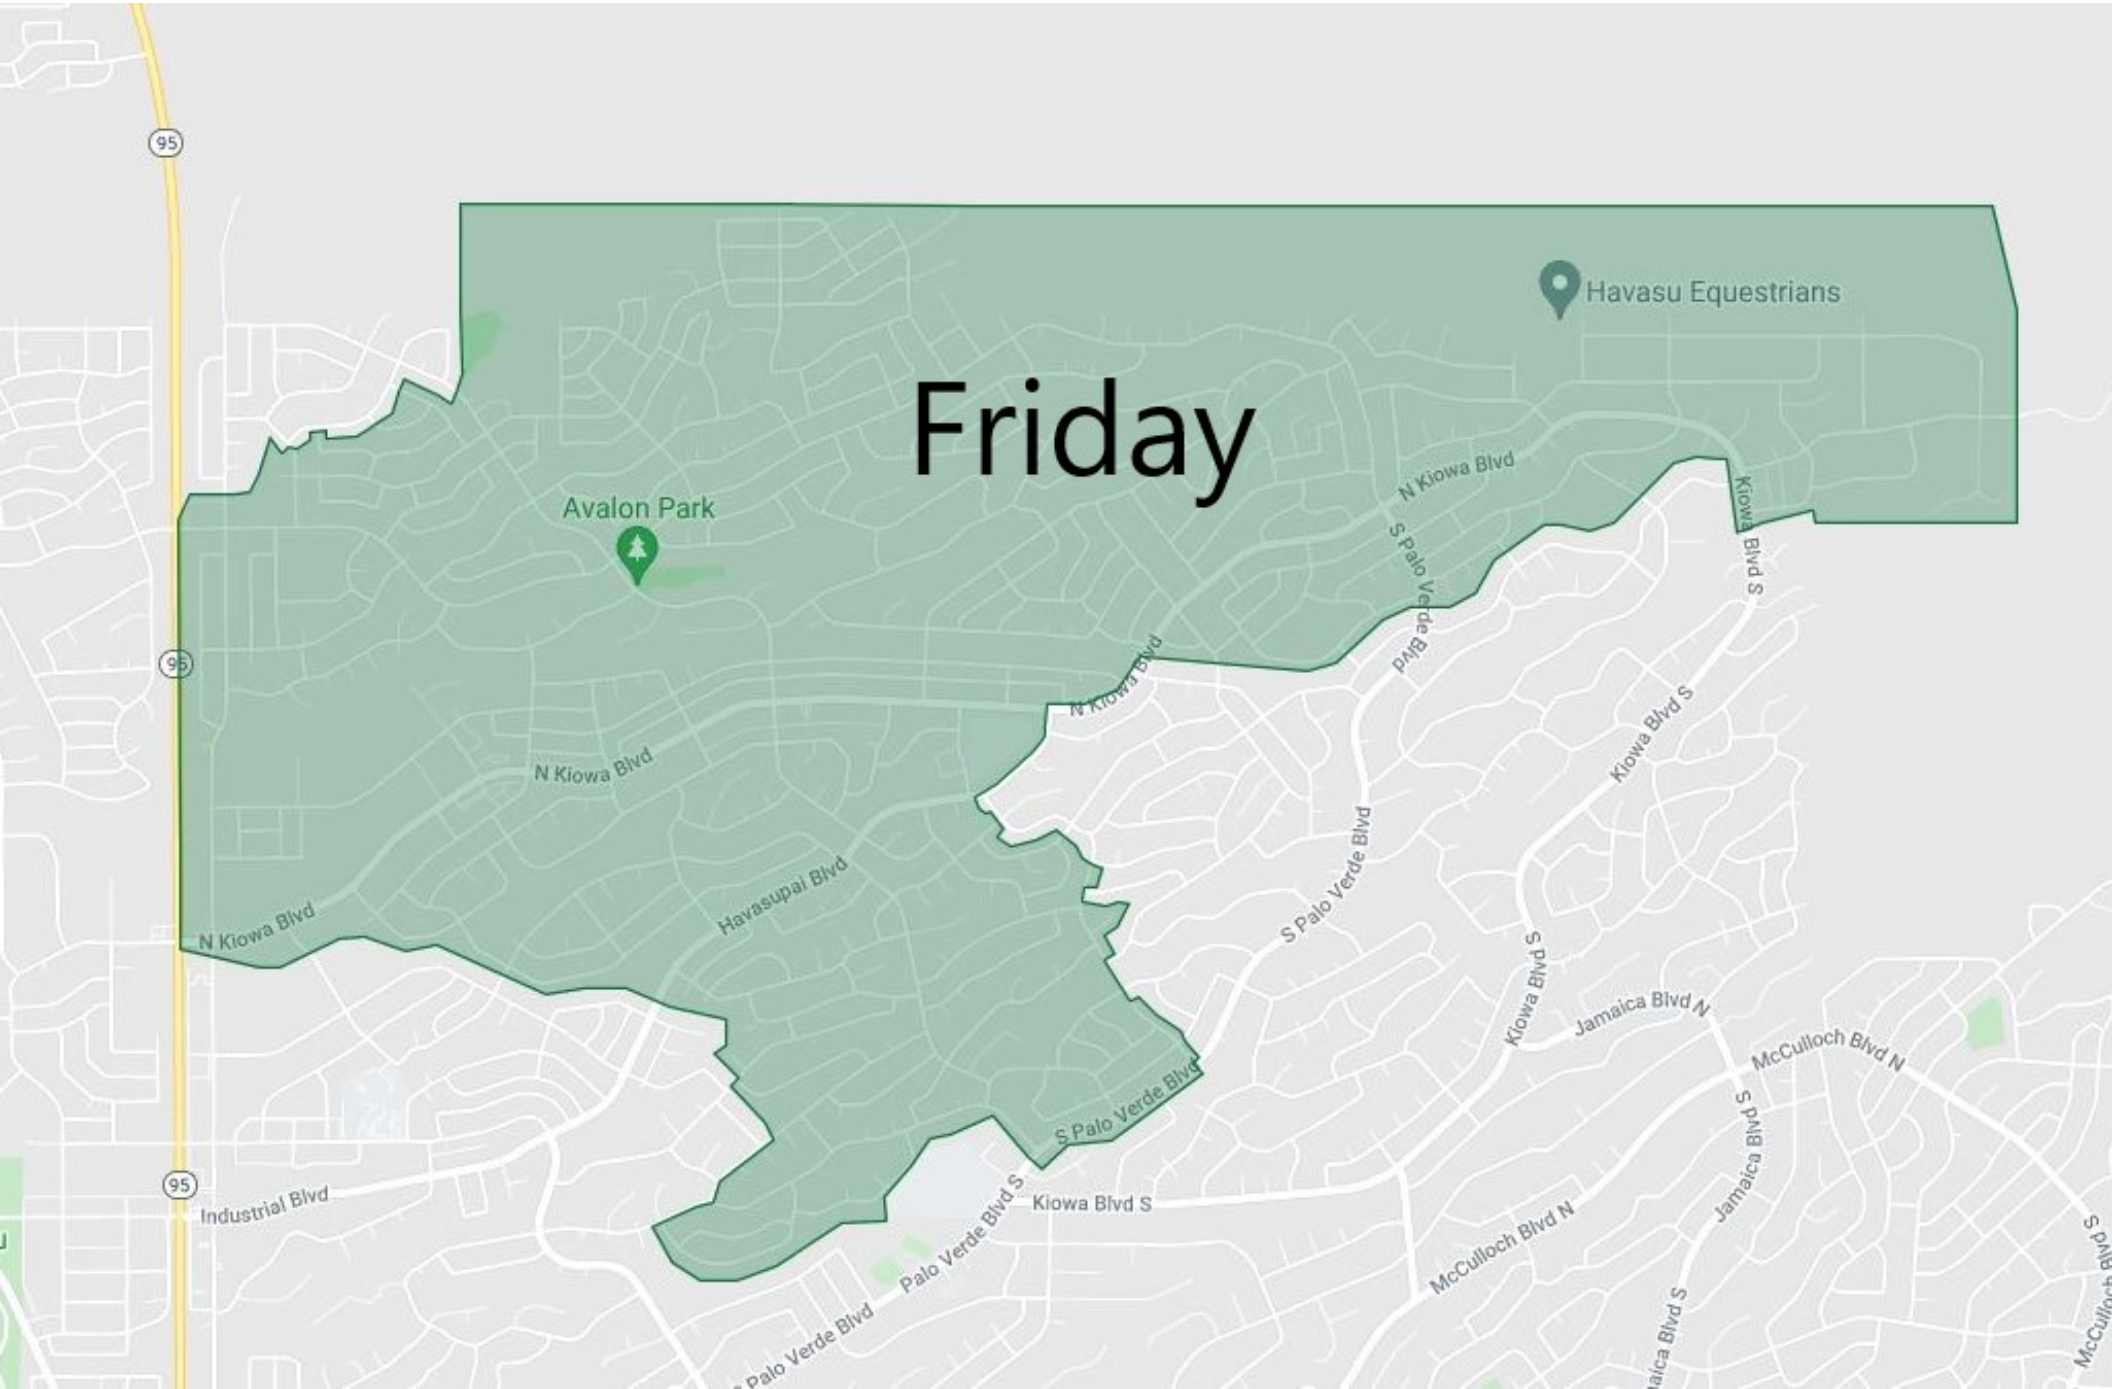 95
Havasu Equestrians
Friday
N Kiowa Blvd
Kiowa Blvd S
Avalon Park
S Palo Verde Blvd
95
N Kiowa Blvd
Kiowa Blvd S
N Kiowa Blvd
S Palo Verde Blvd
Havasupai Blvd
N Kiowa Blvd
Kiowa Blvd S
Jamaica Blvd N
McCulloch Blvd N
S Palo Verde Blvd
Jamaica Blvd S
95
Industrial Blvd
Kiowa Blvd S
Palo Verde Blvd S
McCulloch Blvd N
S Palo Verde Blvd
Blvd S
McCulloch Blvd S